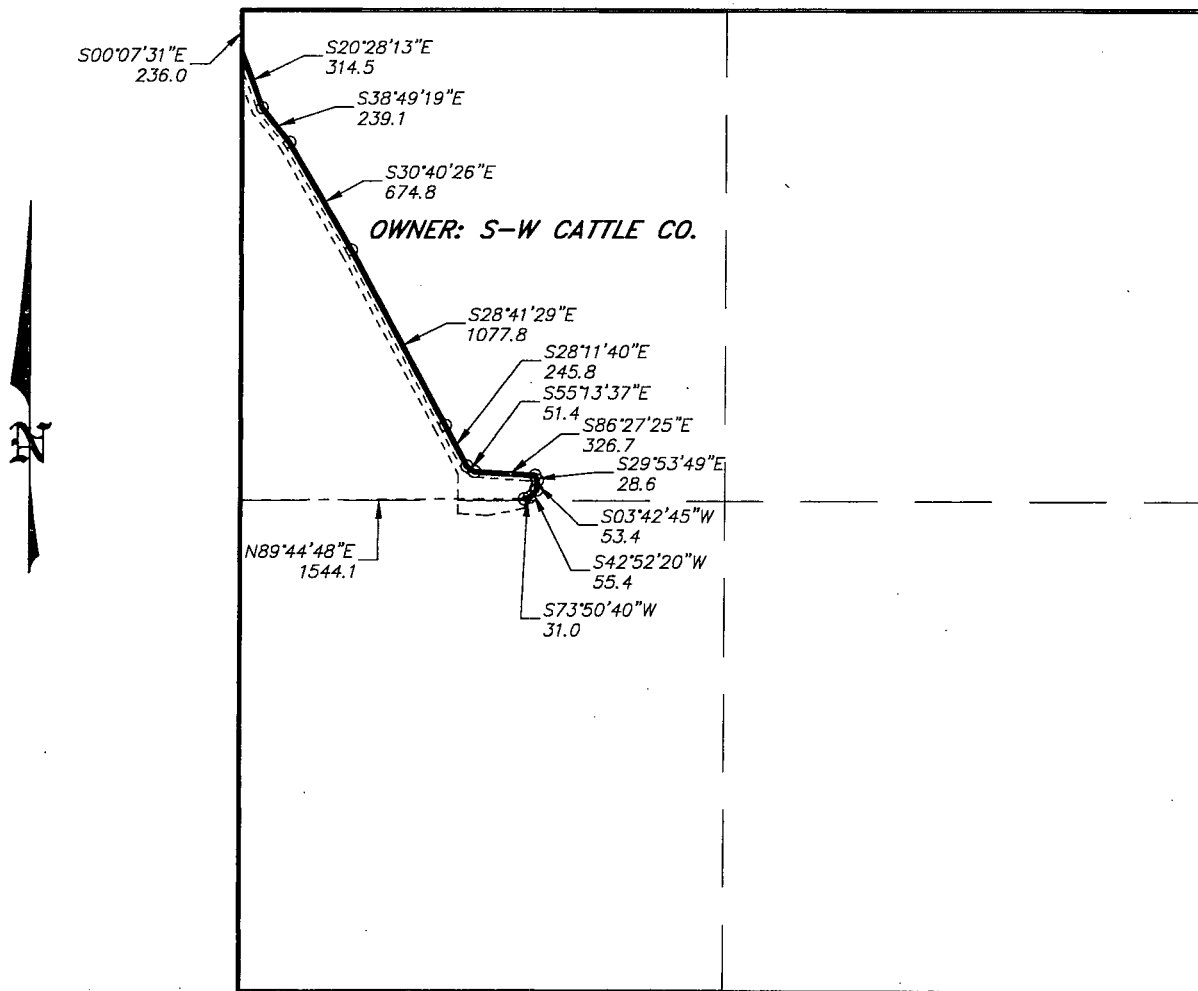 S00°07'31"E
236.0
S20°28'13"E
314.5
S38°49'19"E
239.1
S30°40'26"E
674.8
OWNER: S-W CATTLE CO.
S28°41'29"E
1077.8
S28°11'40"E
245.8
S55°13'37"E
51.4
S86°27'25"E
326.7
S29°53'49"E
28.6
S03°42'45"W
53.4
N89°44'48"E
1544.1
S42°52'20"W
55.4
S73°50'40"W
31.0
N